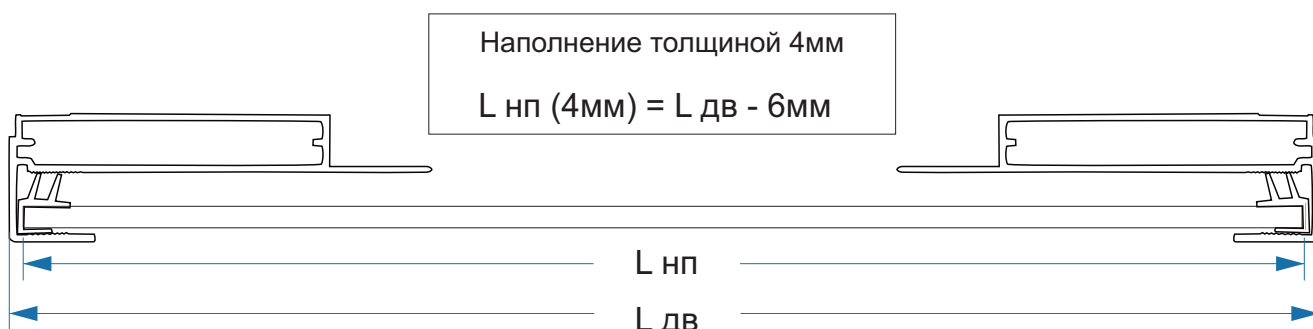 Наполнение толщиной 4мм
L нп (4мм) = L дв - 6мм
L нп
L дв